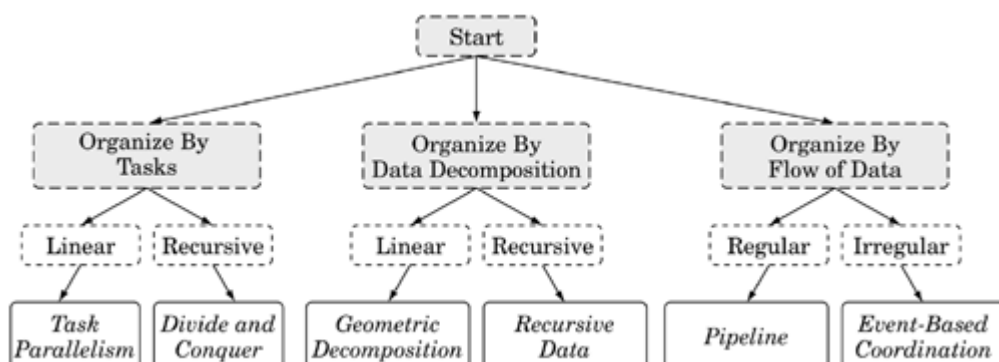 Start
Organize By
Tasks
Organize By
Data Decomposition
Organize By
Flow of Data
Linear
Recursive
Linear
Recursive
Regular
Irregular
Task
Parallelism
Divide and
Conquer
Geometric
Decomposition
Recursive
Data
Pipeline
Event-Based
Coordination